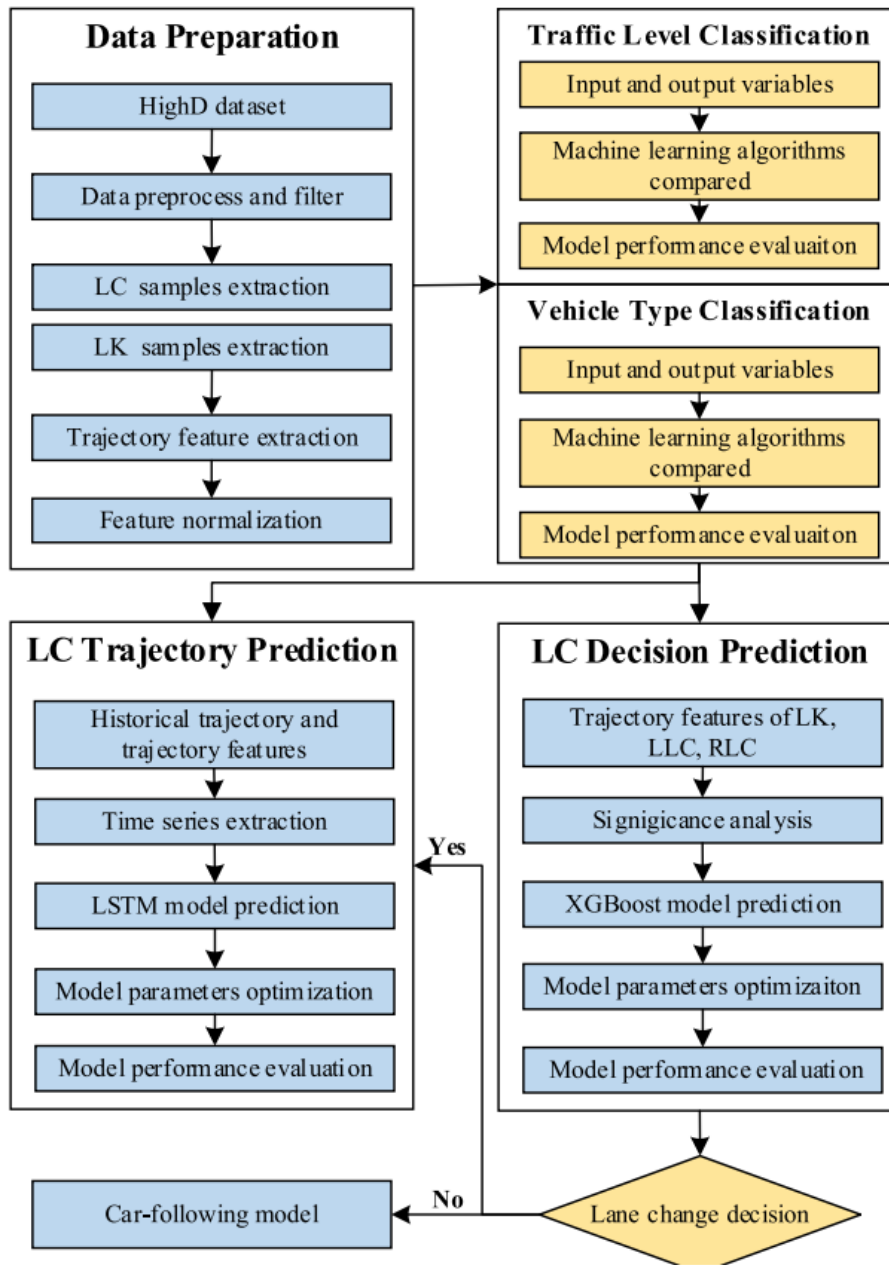 Data Preparation
HighD dataset
Data preprocess and filter
LC samples extraction
LK samples extraction
Trajectory feature extraction
Feature normalization
Traffic Level Classification
Input and output variables
Machine learning algorithms
compared
Model performance evaluaiton
Vehicle Type Classification
Input and output variables
Machine learning algorithms
compared
Model performance evaluaiton
LC Trajectory Prediction
Historical trajectory and
trajectory features
Time series extraction
LSTM model prediction
Model parameters optimization
Model performance evaluation
LC Decision Prediction
Trajectory features of LK,
LLC, RLC
Signigicance analysis
XGBoost model prediction
Model parameters optimizaiton
Model performance evaluation
Yes
No
Car-following model
Lane change decision